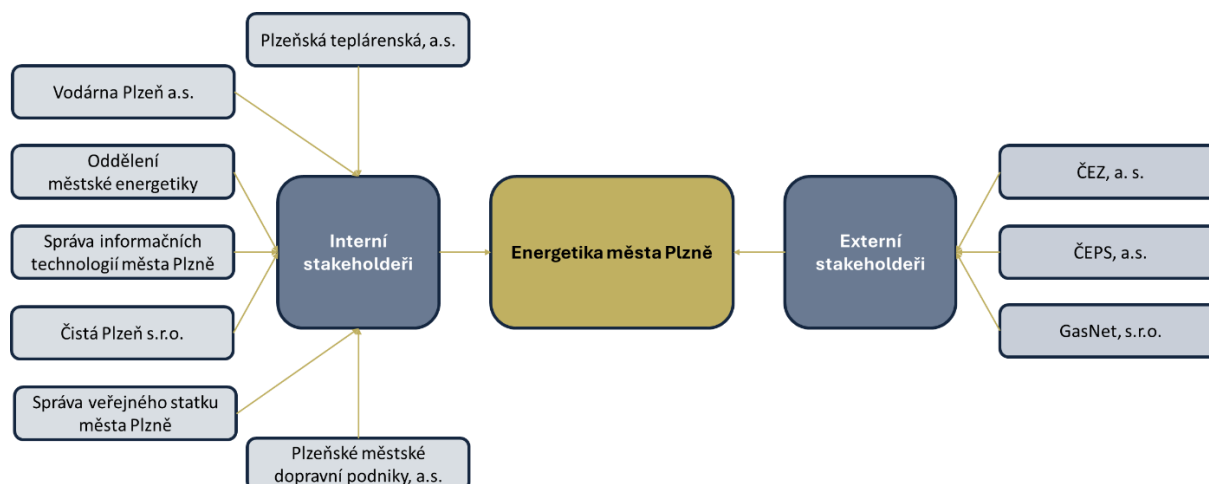 Plzeňská teplárenská, a.s.
Vodárna Plzeň a.s.
Oddělení
městské energetiky
Správa informačních
technologií města Plzně
Čistá Plzeň s.r.o.
Správa veřejného statku
města Plzně
Plzeňské městské
dopravní podniky, a.s.
Interní
stakeholdeři
Energetika města Plzně
Externí
stakeholdeři
ČEZ, a. s.
ČEPS, a.s.
GasNet, s.r.o.